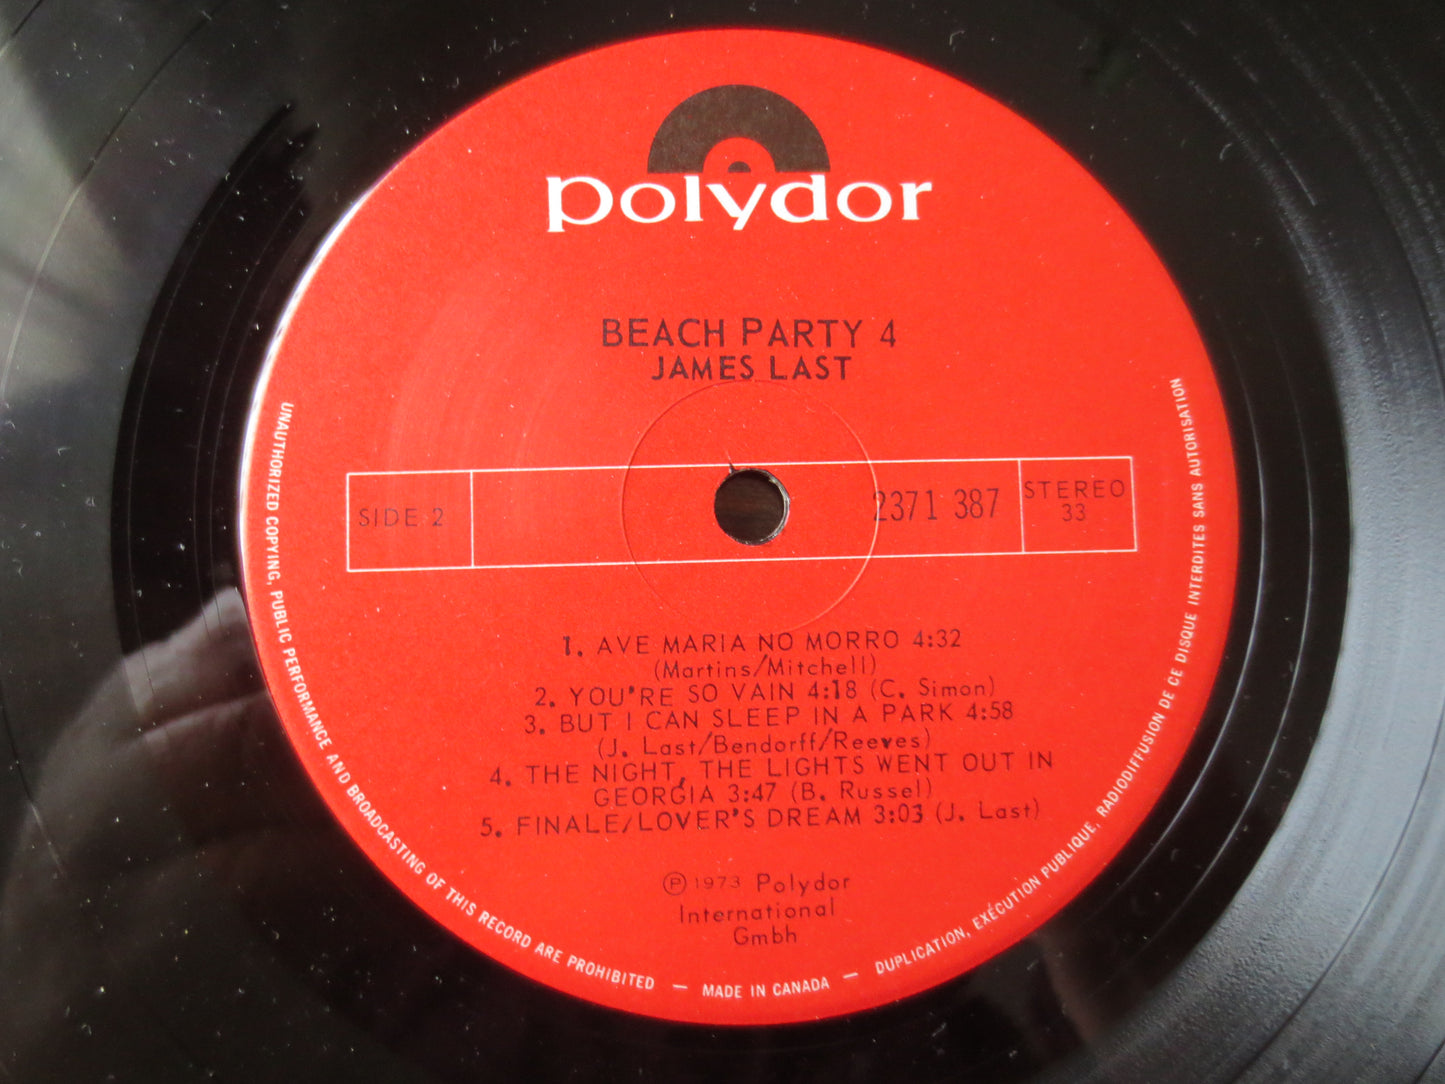 polydor
BEACH PARTY 4
JAMES LAST
SIDE 2
2371 387
STEREO
33
1. AVE MARIA NO MORRO 4:32
(Martins/Mitchell)
2. YOU'RE SO VAIN 4:18 (C. Simon)
3. BUT I CAN SLEEP IN A PARK 4:58
(J. Last/Bendorff/Reeves)
4. THE NIGHT, THE LIGHTS WENT OUT IN
GEORGIA 3:47 (B. Russel)
5. FINALE/LOVER'S DREAM 3:03 (J. Last)
Ⓟ 1973 Polydor
International
Gmbh
UNAUTHORIZED COPYING, PUBLIC PERFORMANCE AND BROADCASTING OF THIS RECORD ARE PROHIBITED — MADE IN CANADA — DUPLICATION, EXÉCUTION PUBLIQUE, RADIODIFFUSION DE CE DISQUE INTERDITES SANS AUTORISATION